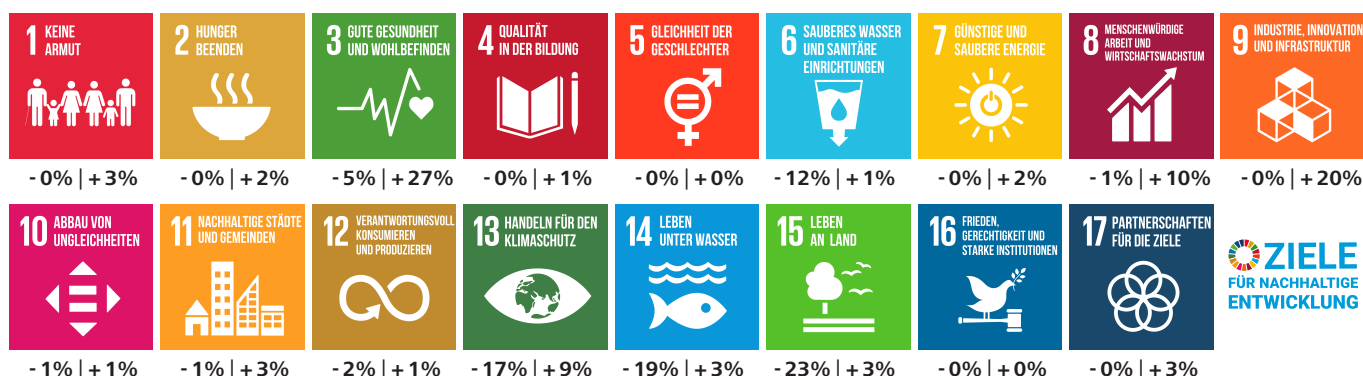 1 KEINE
ARMUT
2 HUNGER
BEENDEN
3 GUTE GESUNDHEIT
UND WOHLBEFINDEN
4 QUALITÄT
IN DER BILDUNG
5 GLEICHHEIT DER
GESCHLECHTER
6 SAUBERES WASSER
UND SANITÄRE
EINRICHTUNGEN
7 GÜNSTIGE UND
SAUBERE ENERGIE
8 MENSCHENWÜRDIGE
ARBEIT UND
WIRTSCHAFTSWACHSTUM
9 INDUSTRIE, INNOVATION
UND INFRASTRUKTUR
-0% | +3%
-0% | +2%
-5% | +27%
-0% | +1%
-0% | +0%
-12% | +1%
-0% | +2%
-1% | +10%
-0% | +20%
10 ABBAU VON
UNGLEICHHEITEN
11 NACHHALTIGE STÄDTE
UND GEMEINDEN
12 VERANTWORTUNGSVOLL
KONSUMIEREN
UND PRODUZIEREN
13 HANDELN FÜR DEN
KLIMASCHUTZ
14 LEBEN
UNTER WASSER
15 LEBEN
AN LAND
16 FRIEDEN,
GERECHTIGKEIT UND
STARKE INSTITUTIONEN
17 PARTNERSCHAFTEN
FÜR DIE ZIELE
ZIELE
FÜR NACHHALTIGE
ENTWICKLUNG
-1% | +1%
-1% | +3%
-2% | +1%
-17% | +9%
-19% | +3%
-23% | +3%
-0% | +0%
-0% | +3%